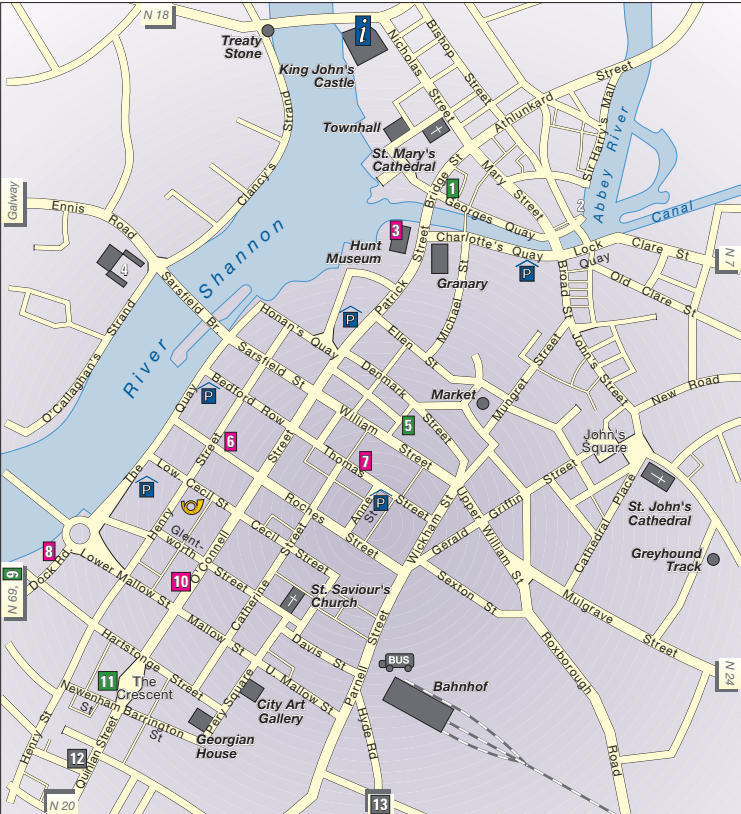 N 18
Treaty
Stone
i
King John's
Castle
Nicholas
Street
Bishop
Street
Athlunkard
Street
Sir Harry's Mall
Abbey River
Canal
Townhall
St. Mary's
Cathedral
Bridge St
1
Mary
Street
Georges
Quay
2
Strand
Clancy's
Galway
Ennis
Road
River
Shannon
3
Hunt
Museum
Charlotte's Quay
Lock
Quay
Clare St
N 7
4
Granary
P
Old Clare St
Sarsfield Br.
Patrick
Street
Michael St
Broad St
P
O'Callaghan's
Strand
Honan's Quay
Ellen St
John's
Street
Sarsfield St
Denmark
Street
Market
Mungret
Street
New Road
P
Bedford Row
The
Quay
William
Street
5
John's
Square
6
7
Thomas
Street
P
Low. Cecil St
Henry
Street
Roches
Street
Anne
St
P
Upper
William St
Griffin
Street
St. John's
Cathedral
Cathedral
Place
Wickham St
Gerald
Glent-
worth
Street
Cecil
Street
O'Connell
Street
Greyhound
Track
8
9
N 69,
Dock Rd.
Lower Mallow St
10
Catherine
Street
St. Saviour's
Church
Sexton St
Mulgrave
Street
Mallow St
Davis St
Parnell
Street
Roxborough
Road
N 24
Hartstonge
Street
BUS
Bahnhof
11
The
Crescent
U. Mallow St
Newenham
St
Barrington
St
Pery Square
City Art
Gallery
Georgian
House
Hyde Rd
Henry St
12
Quinlan Street
N 20
13